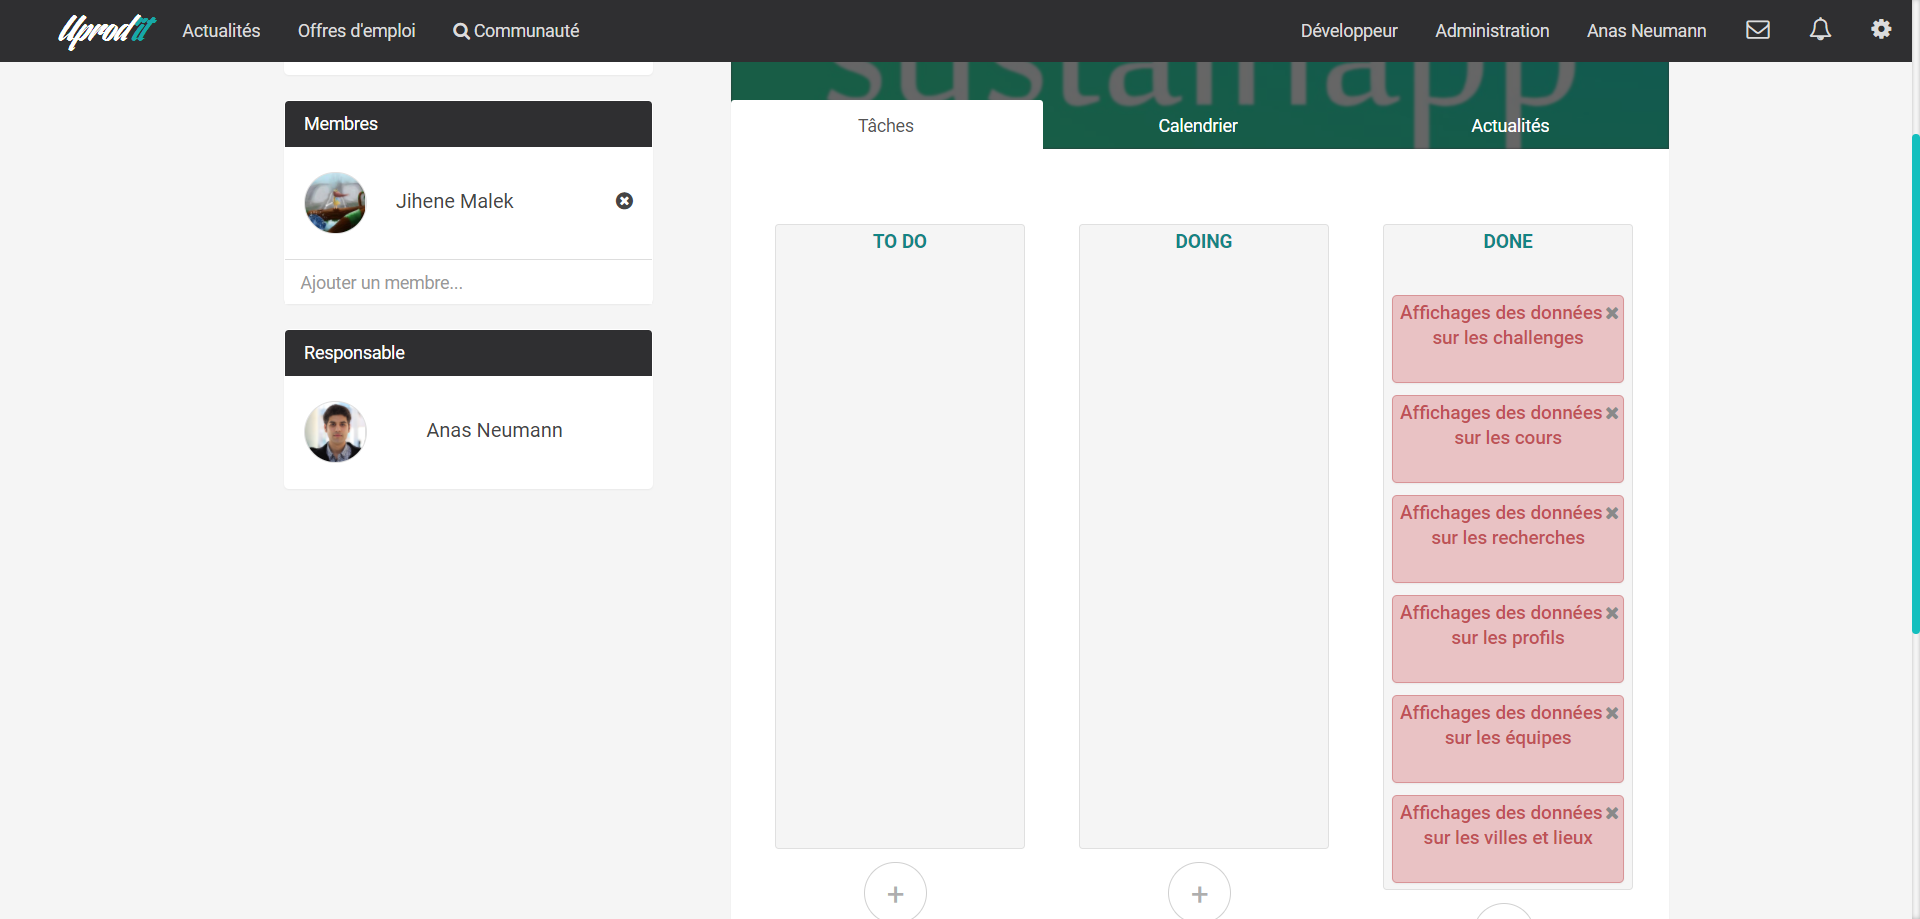 Uprodit
Actualités
Offres d'emploi
Communauté
Développeur
Administration
Anas Neumann
sustainapp
Membres
Jihene Malek
Ajouter un membre...
Responsable
Anas Neumann
Tâches
Calendrier
Actualités
TO DO
DOING
DONE
Affichages des données
sur les challenges
Affichages des données
sur les cours
Affichages des données
sur les recherches
Affichages des données
sur les profils
Affichages des données
sur les équipes
Affichages des données
sur les villes et lieux